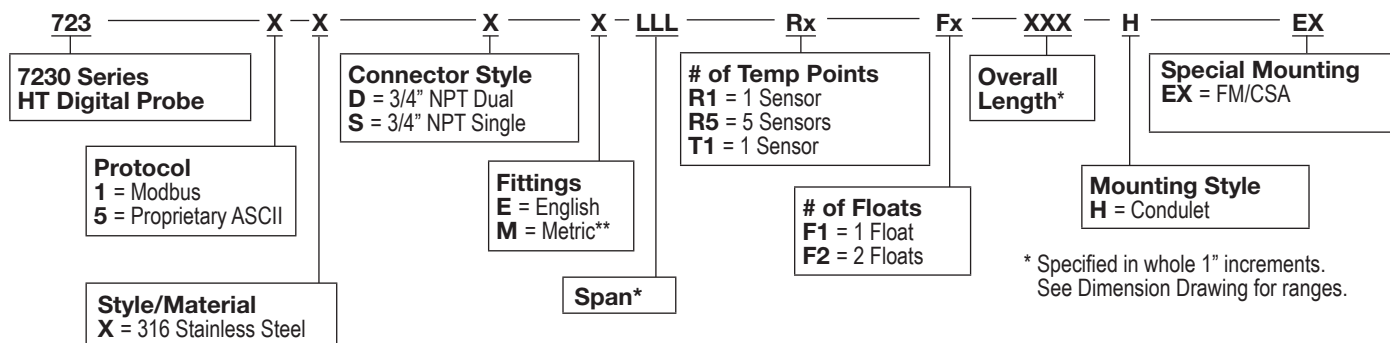 723 X X X X LLL Rx Fx XXX H EX
7230 Series
HT Digital Probe
Connector Style
D = 3/4” NPT Dual
S = 3/4” NPT Single
# of Temp Points
R1 = 1 Sensor
R5 = 5 Sensors
T1 = 1 Sensor
Overall
Length*
Special Mounting
EX = FM/CSA
Protocol
1 = Modbus
5 = Proprietary ASCII
Fittings
E = English
M = Metric**
# of Floats
F1 = 1 Float
F2 = 2 Floats
Mounting Style
H = Condulet
Style/Material
X = 316 Stainless Steel
Span*
* Specified in whole 1” increments.
See Dimension Drawing for ranges.